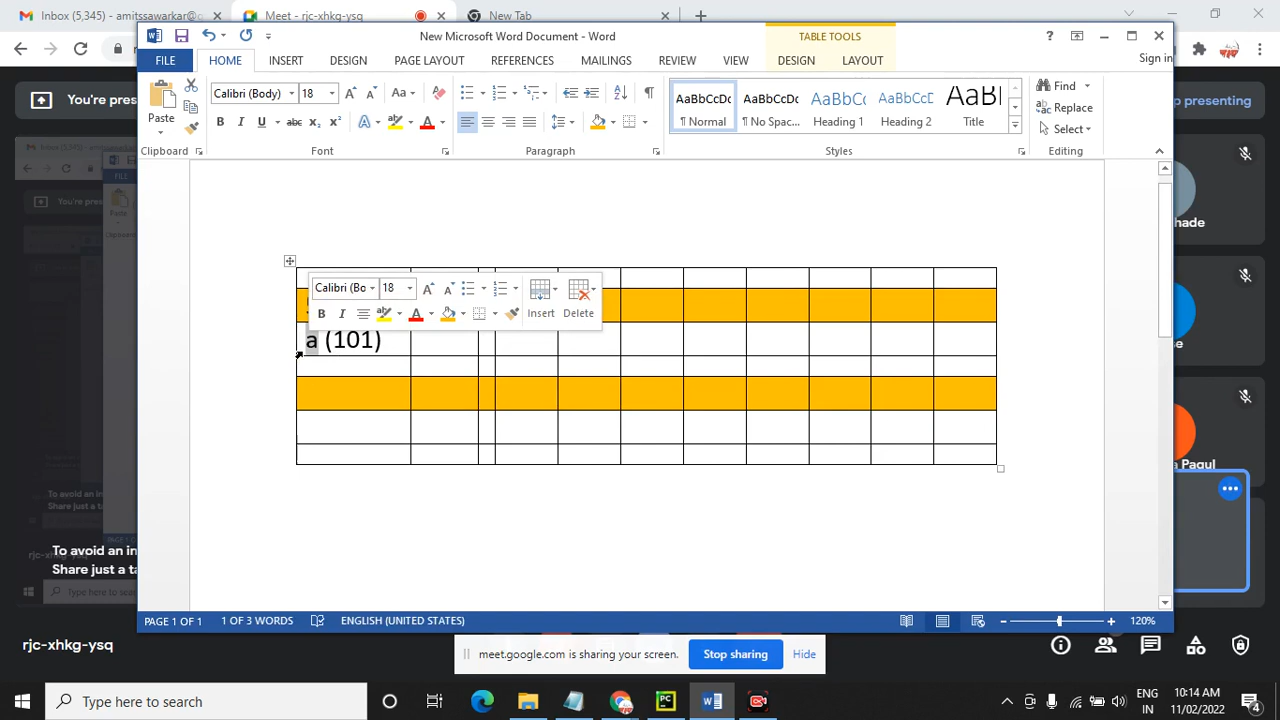 Inbox (5,345) - amitssawarkar@g
Meet - rjc-xhkg-ysq
New Tab
New Microsoft Word Document - Word
TABLE TOOLS
Sign in
FILE
HOME
INSERT
DESIGN
PAGE LAYOUT
REFERENCES
MAILINGS
REVIEW
VIEW
DESIGN
LAYOUT
You're pres
op presenting
Paste
Calibri (Body)
18
Aa
AaBbCcDc
AaBbCcDc
AaBbCc
AaBbCcD
AaBl
¶ Normal
¶ No Spac...
Heading 1
Heading 2
Title
Find
Replace
Select
Clipboard
Font
Paragraph
Styles
Editing
Calibri (Bo
18
Insert
Delete
a (101)
hade
a Pagul
To avoid an in
Share just a ta
PAGE 1 OF 1
1 OF 3 WORDS
ENGLISH (UNITED STATES)
120%
rjc-xhkg-ysq
meet.google.com is sharing your screen.
Stop sharing
Hide
Type here to search
ENG
IN
10:14 AM
11/02/2022
4